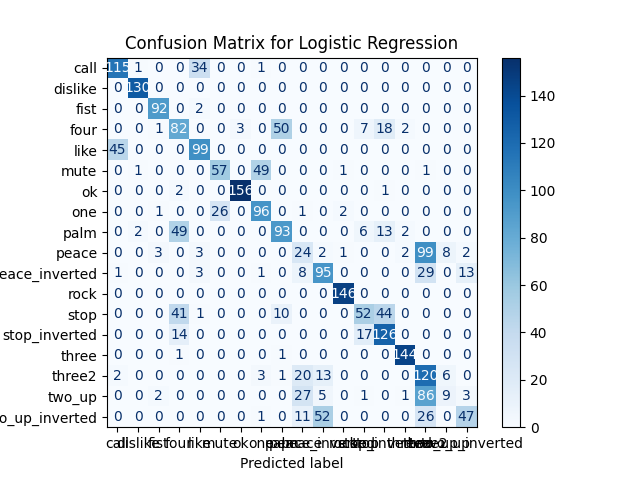 Confusion Matrix for Logistic Regression
call 115 1 0 0 34 0 0 1 0 0 0 0 0 0 0 0 0 0
dislike 0 130 0 0 0 0 0 0 0 0 0 0 0 0 0 0 0 0
fist 0 0 92 0 2 0 0 0 0 0 0 0 0 0 0 0 0 0
four 0 0 1 82 0 0 3 0 50 0 0 0 7 18 2 0 0 0
like 45 0 0 0 99 0 0 0 0 0 0 0 0 0 0 0 0 0
mute 0 1 0 0 0 57 0 49 0 0 0 1 0 0 0 1 0 0
ok 0 0 0 2 0 0 156 0 0 0 0 0 0 1 0 0 0 0
one 0 0 1 0 0 26 0 96 0 1 0 2 0 0 0 0 0 0
palm 0 2 0 49 0 0 0 0 93 0 0 0 6 13 2 0 0 0
peace 0 0 3 0 3 0 0 0 0 24 2 1 0 0 2 99 8 2
eace_inverted 1 0 0 0 3 0 0 1 0 8 95 0 0 0 0 29 0 13
rock 0 0 0 0 0 0 0 0 0 0 0 146 0 0 0 0 0 0
stop 0 0 0 41 1 0 0 0 10 0 0 0 52 44 0 0 0 0
stop_inverted 0 0 0 14 0 0 0 0 0 0 0 0 17 126 0 0 0 0
three 0 0 0 1 0 0 0 0 1 0 0 0 0 0 144 0 0 0
three2 2 0 0 0 0 0 0 3 1 20 13 0 0 0 0 120 0
two_up 0 0 2 0 0 0 0 0 0 27 5 0 1 0 1 86 9 3
o_up_inverted 0 0 0 0 0 0 0 1 0 11 52 0 0 0 0 26 0 47
call dislike fist four like mute ok
Predicted label
140
120
100
80
60
40
20
0